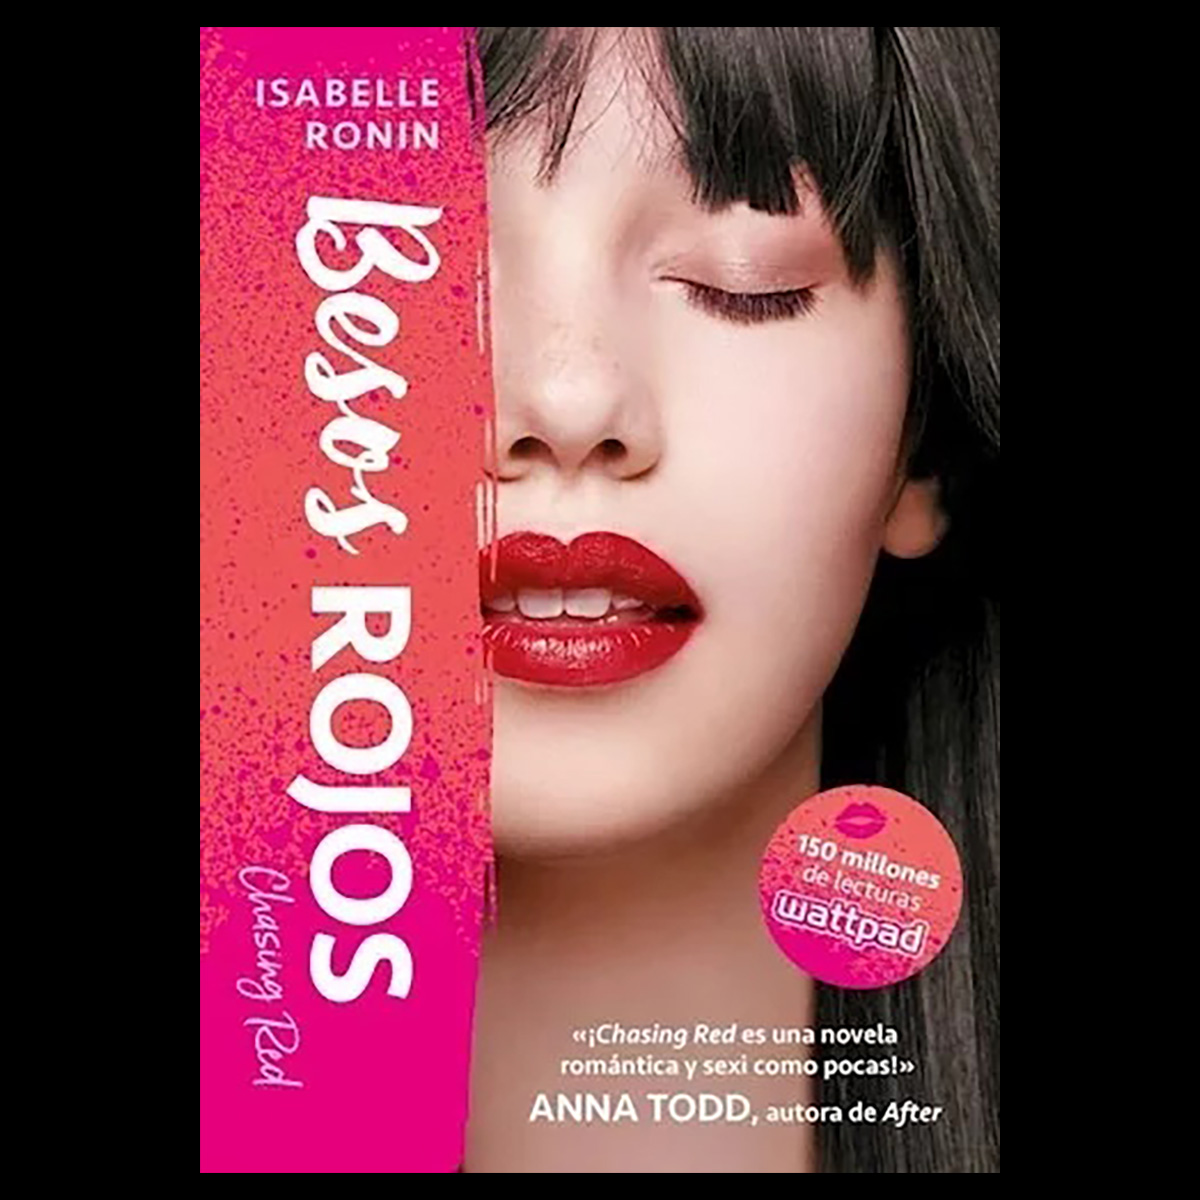 ISABELLE
RONIN
Besos ROJOS
Chasing Red
150 millones
de lecturas
wattpad
«¡Chasing Red es una novela
romántica y sexi como pocas!»
ANNA TODD, autora de After